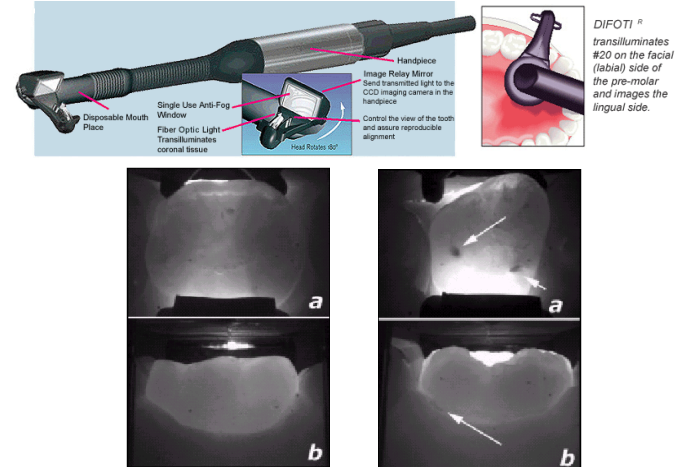 Handpiece
Image Relay Mirror
Send transmitted light to the
CCD imaging camera in the
handpiece
Single Use Anti-Fog
Window
Disposable Mouth
Place
Fiber Optic Light
Transilluminates
coronal tissue
Control the view of the tooth
and assure reproducible
alignment
Head Rotates 180°
DIFOTI R
transilluminates
#20 on the facial
(labial) side of
the pre-molar
and images the
lingual side.
a
a
b
b